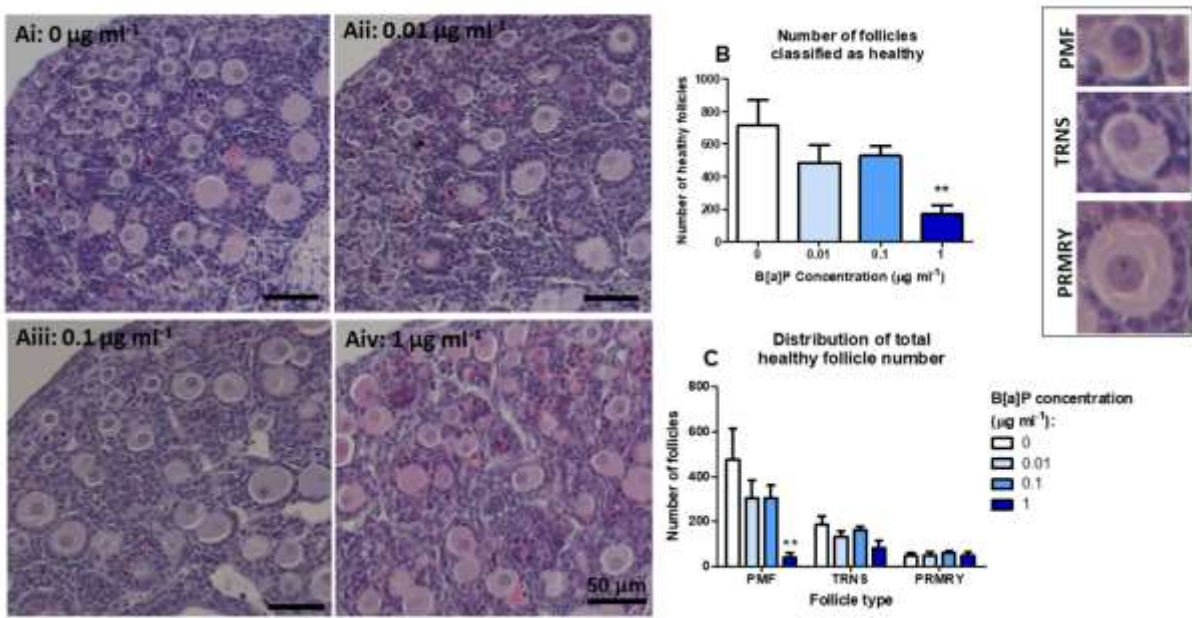 Ai: 0 µg ml⁻¹
Aii: 0.01 µg ml⁻¹
Aiii: 0.1 µg ml⁻¹
Aiv: 1 µg ml⁻¹
50 µm
B
Number of follicles
classified as healthy
Number of healthy follicles
1000
800
600
400
200
0
0
0.01
0.1
1
**
B[a]P Concentration (µg ml⁻¹)
PMF
TRNS
PRMRY
C
Distribution of total
healthy follicle number
Number of follicles
800
600
400
200
0
**
PMF
TRNS
PRMRY
Follicle type
B[a]P concentration
(µg ml⁻¹):
0
0.01
0.1
1